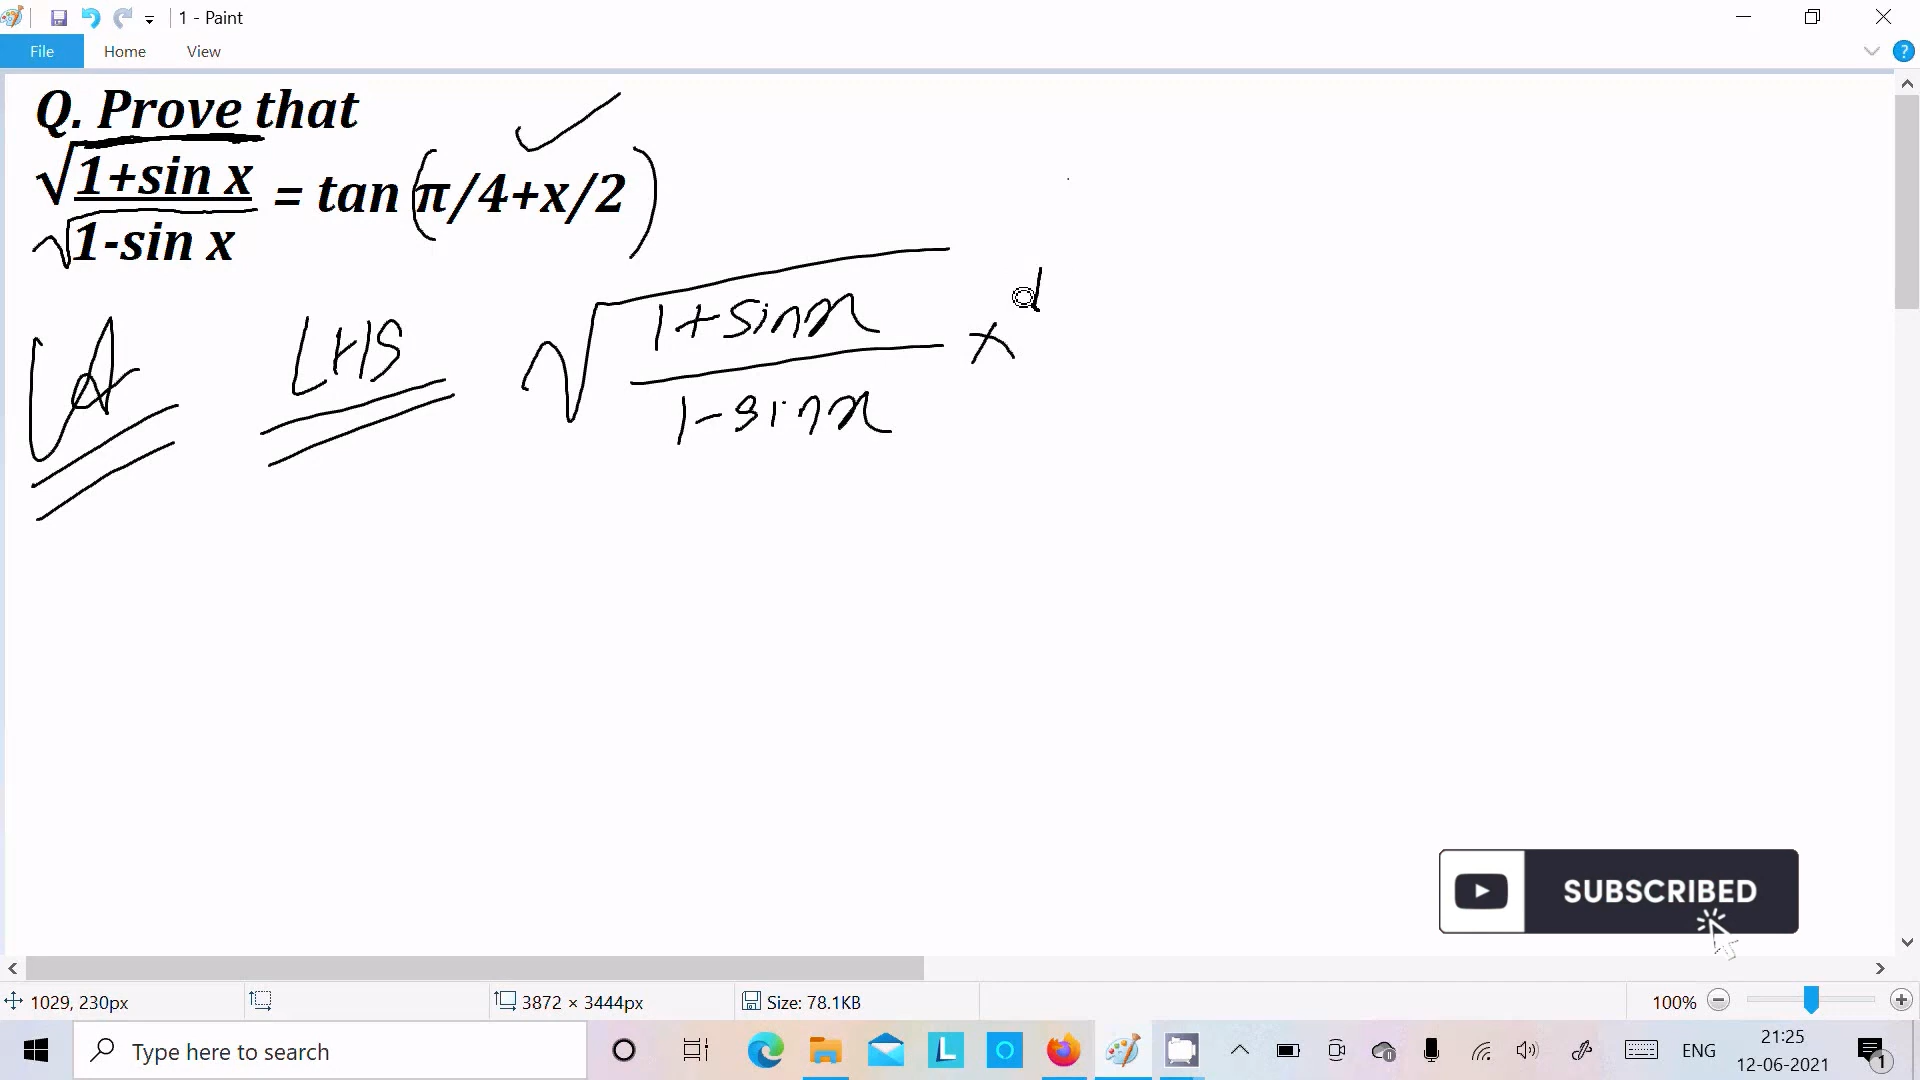 1 - Paint
File Home View
Q. Prove that
√1+sin x
= tan (π/4+x/2)
√1-sin x
LHS √1+sinx ×
1-sinx
SUBSCRIBED
1029, 230px 3872 × 3444px Size: 78.1KB 100%
Type here to search
ENG
21:25
12-06-2021
1